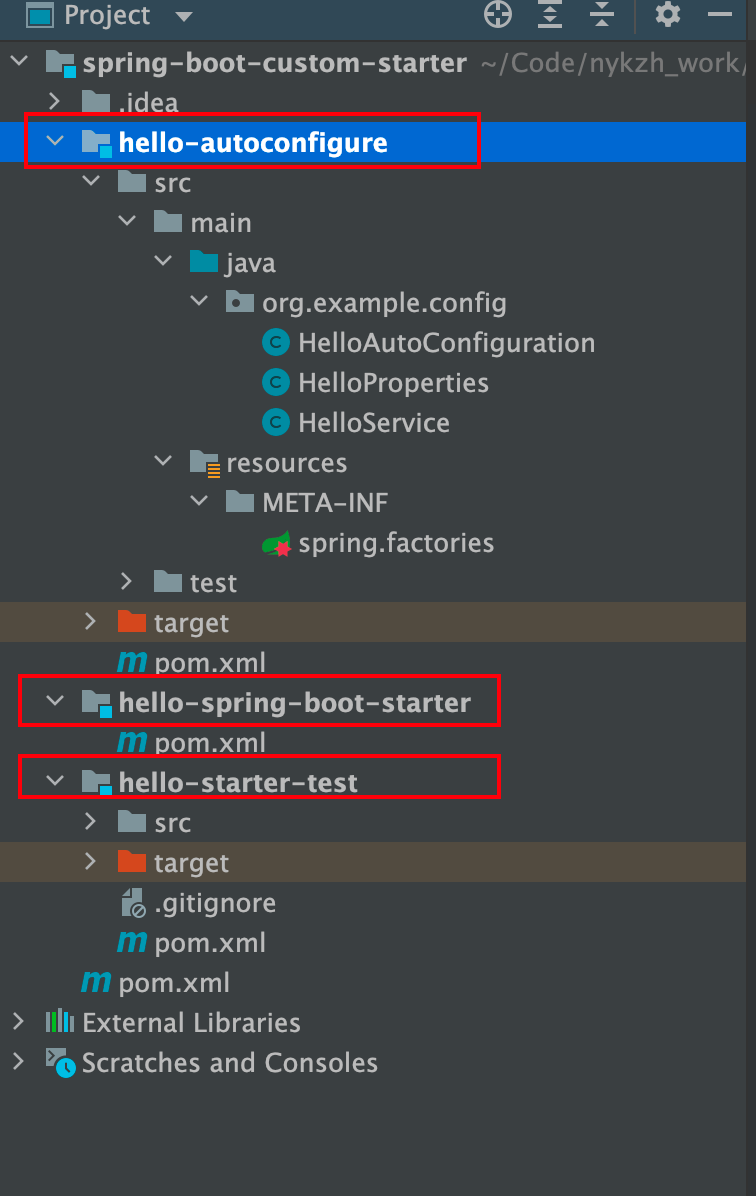 Project
spring-boot-custom-starter ~/Code/nykzh_work/
.idea
hello-autoconfigure
src
main
java
org.example.config
C HelloAutoConfiguration
C HelloProperties
C HelloService
resources
META-INF
spring.factories
test
target
m pom.xml
hello-spring-boot-starter
m pom.xml
hello-starter-test
src
target
.gitignore
m pom.xml
m pom.xml
External Libraries
Scratches and Consoles